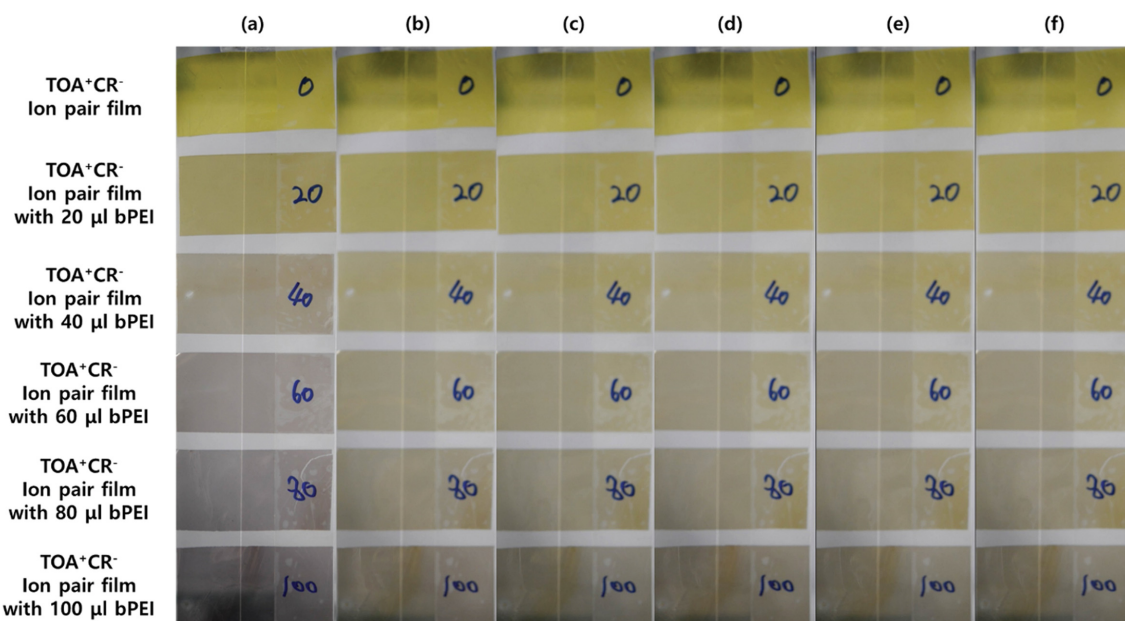 (a) (b) (c) (d) (e) (f)
TOA⁺CR⁻
Ion pair film
0 0 0 0 0 0
TOA⁺CR⁻
Ion pair film
with 20 µl bPEI
20 20 20 20 20 20
TOA⁺CR⁻
Ion pair film
with 40 µl bPEI
40 40 40 40 40 40
TOA⁺CR⁻
Ion pair film
with 60 µl bPEI
60 60 60 60 60 60
TOA⁺CR⁻
Ion pair film
with 80 µl bPEI
80 80 80 80 80 80
TOA⁺CR⁻
Ion pair film
with 100 µl bPEI
100 100 100 100 100 100